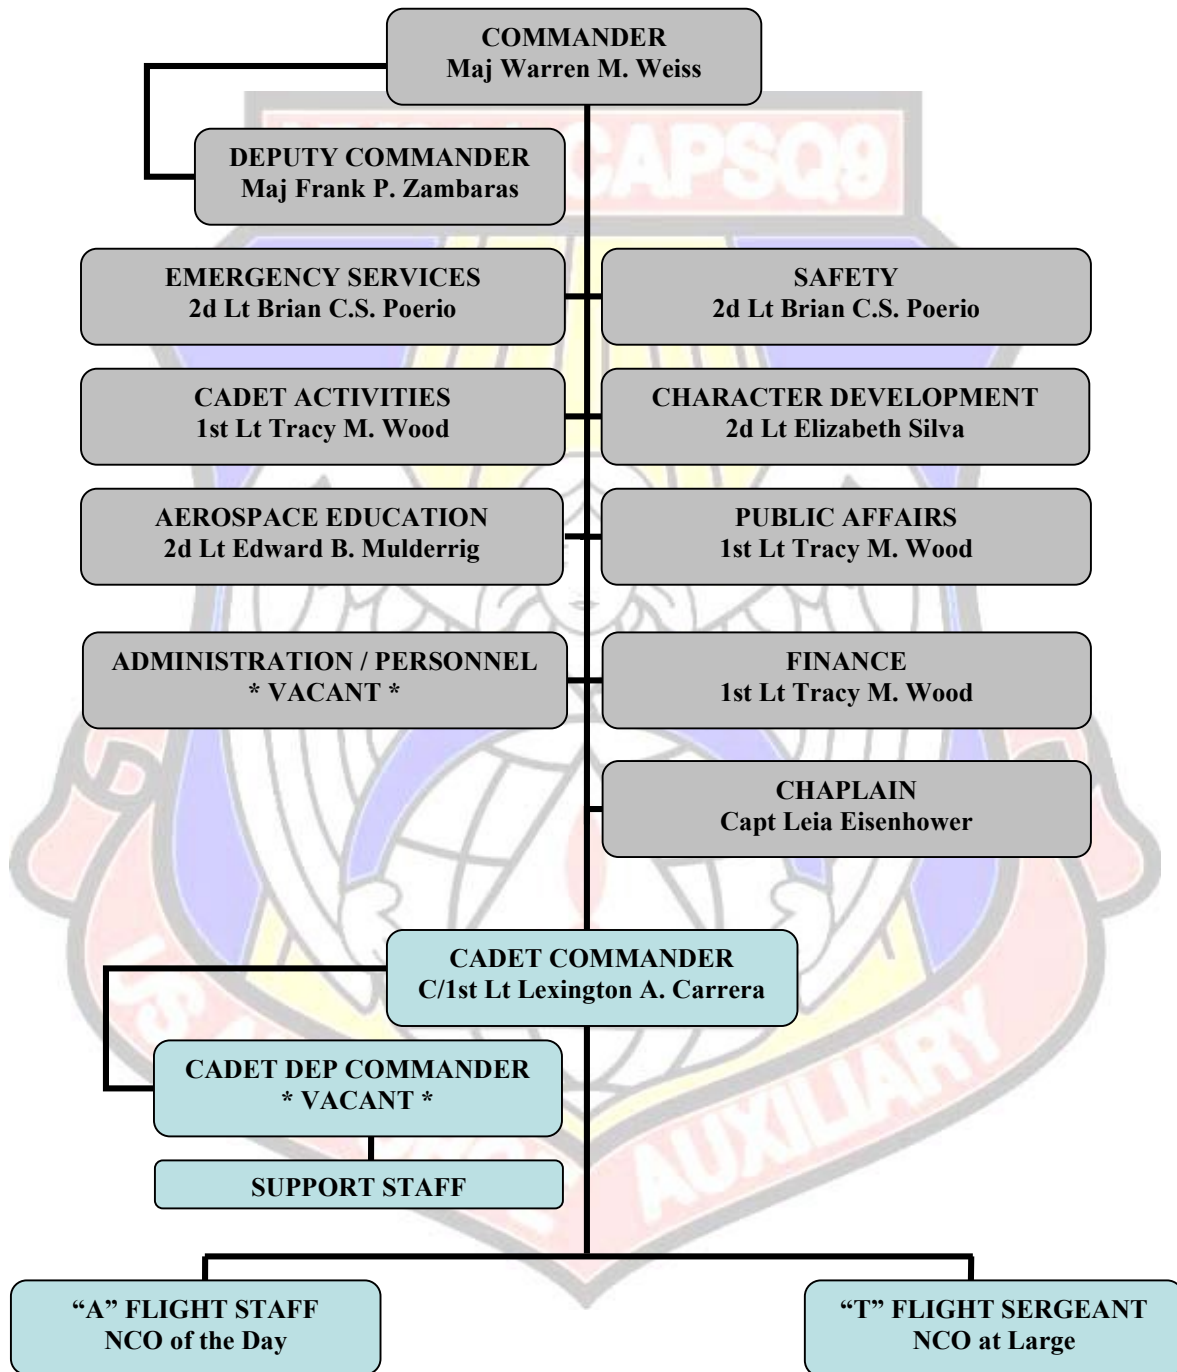 COMMANDER
Maj Warren M. Weiss
CAPSQ9
DEPUTY COMMANDER
Maj Frank P. Zambaras
EMERGENCY SERVICES
2d Lt Brian C.S. Poerio
SAFETY
2d Lt Brian C.S. Poerio
CADET ACTIVITIES
1st Lt Tracy M. Wood
CHARACTER DEVELOPMENT
2d Lt Elizabeth Silva
AEROSPACE EDUCATION
2d Lt Edward B. Mulderrig
PUBLIC AFFAIRS
1st Lt Tracy M. Wood
ADMINISTRATION / PERSONNEL
* VACANT *
FINANCE
1st Lt Tracy M. Wood
CHAPLAIN
Capt Leia Eisenhower
CADET COMMANDER
C/1st Lt Lexington A. Carrera
CADET DEP COMMANDER
* VACANT *
SUPPORT STAFF
US
AUXILIARY
“A” FLIGHT STAFF
NCO of the Day
“T” FLIGHT SERGEANT
NCO at Large